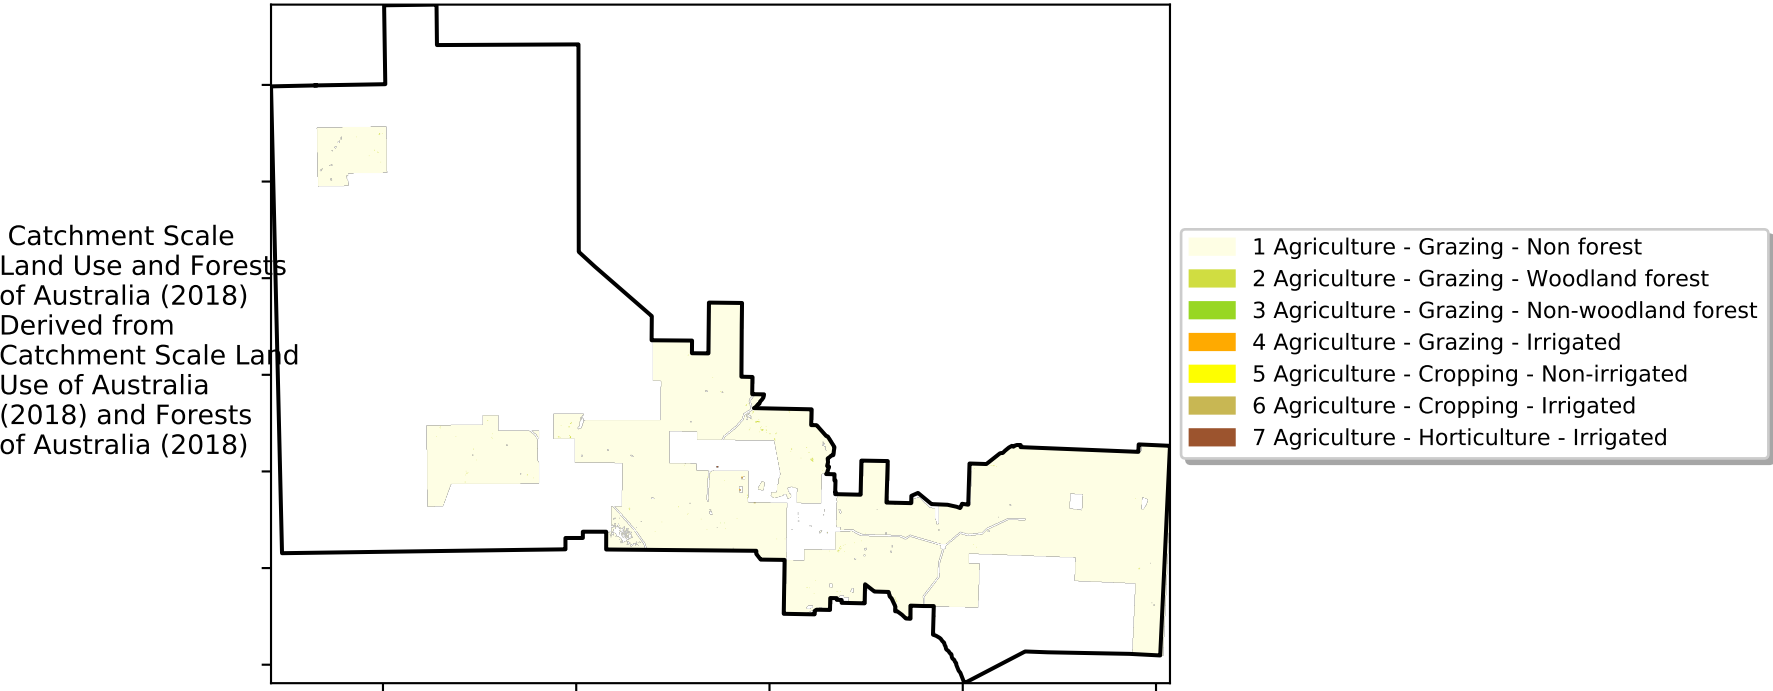 Catchment Scale
Land Use and Forests
of Australia (2018)
Derived from
Catchment Scale Land
Use of Australia
(2018) and Forests
of Australia (2018)
1 Agriculture - Grazing - Non forest
2 Agriculture - Grazing - Woodland forest
3 Agriculture - Grazing - Non-woodland forest
4 Agriculture - Grazing - Irrigated
5 Agriculture - Cropping - Non-irrigated
6 Agriculture - Cropping - Irrigated
7 Agriculture - Horticulture - Irrigated